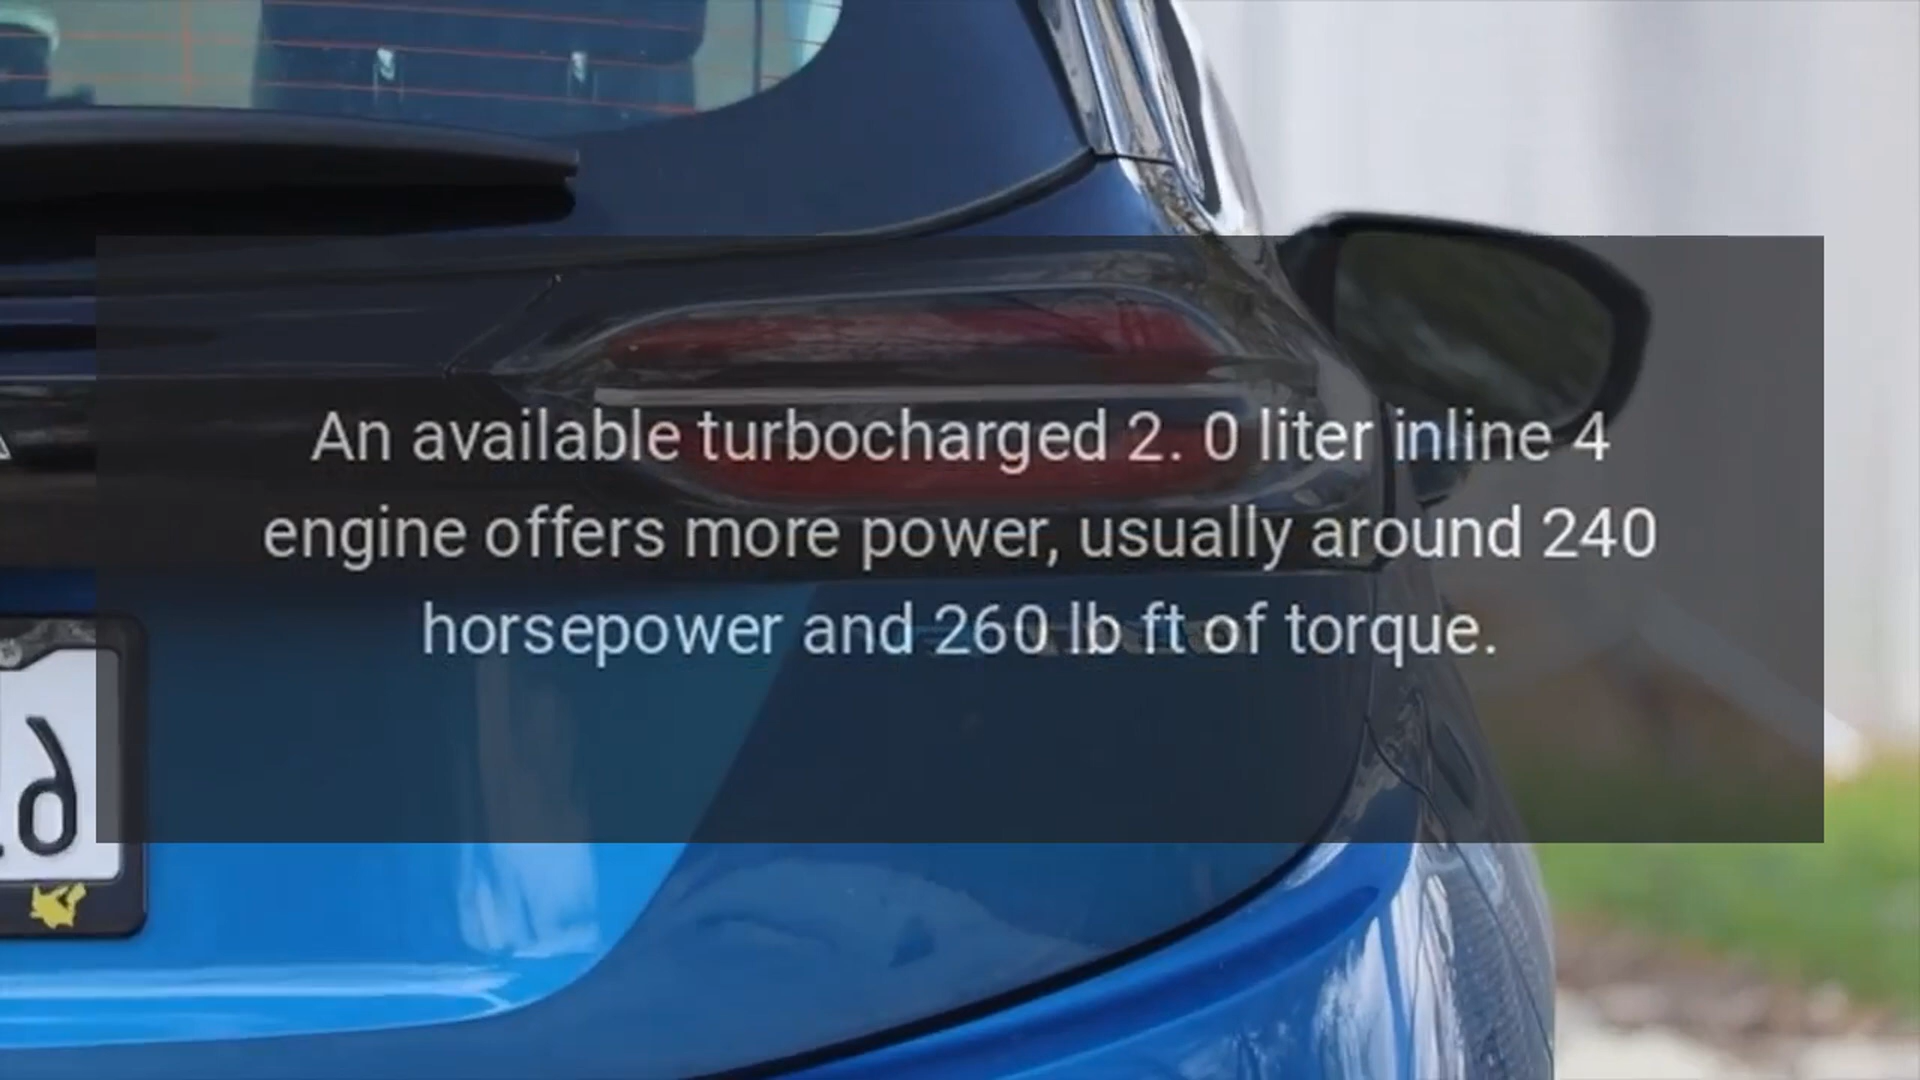 An available turbocharged 2. 0 liter inline 4
engine offers more power, usually around 240
horsepower and 260 lb ft of torque.